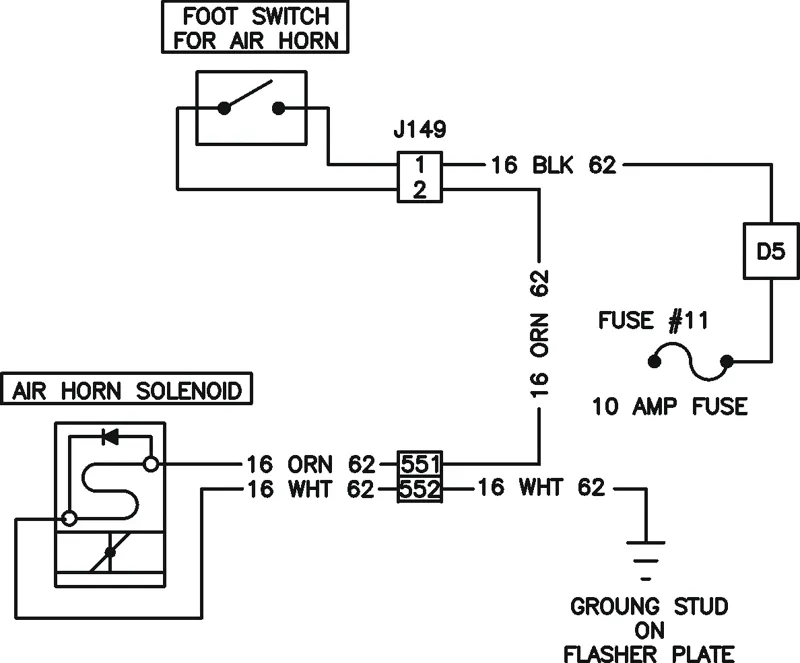 FOOT SWITCH
FOR AIR HORN
J149
1
16 BLK 62
2
D5
16 ORN 62
FUSE #11
10 AMP FUSE
AIR HORN SOLENOID
16 ORN 62
551
16 WHT 62
552
16 WHT 62
GROUNG STUD
ON
FLASHER PLATE